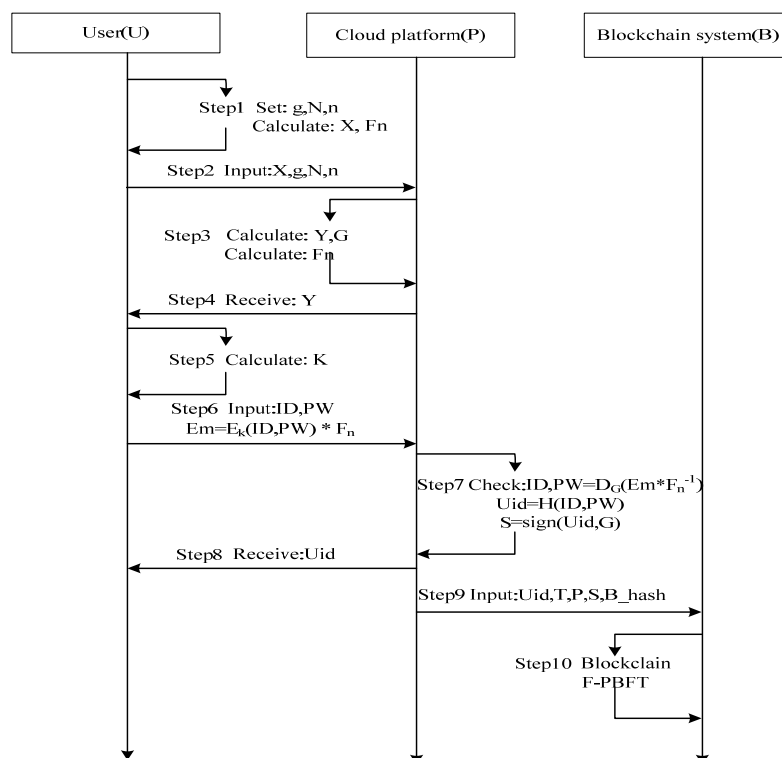 User(U)
Cloud platform(P)
Blockchain system(B)
Step1 Set: g,N,n
Calculate: X, Fn
Step2 Input:X,g,N,n
Step3 Calculate: Y,G
Calculate: Fn
Step4 Receive: Y
Step5 Calculate: K
Step6 Input:ID,PW
Em=Eₖ(ID,PW) * Fₙ
Step7 Check:ID,PW=D_G(Em*Fₙ⁻¹)
Uid=H(ID,PW)
S=sign(Uid,G)
Step8 Receive:Uid
Step9 Input:Uid,T,P,S,B_hash
Step10 Blockclain
F-PBFT